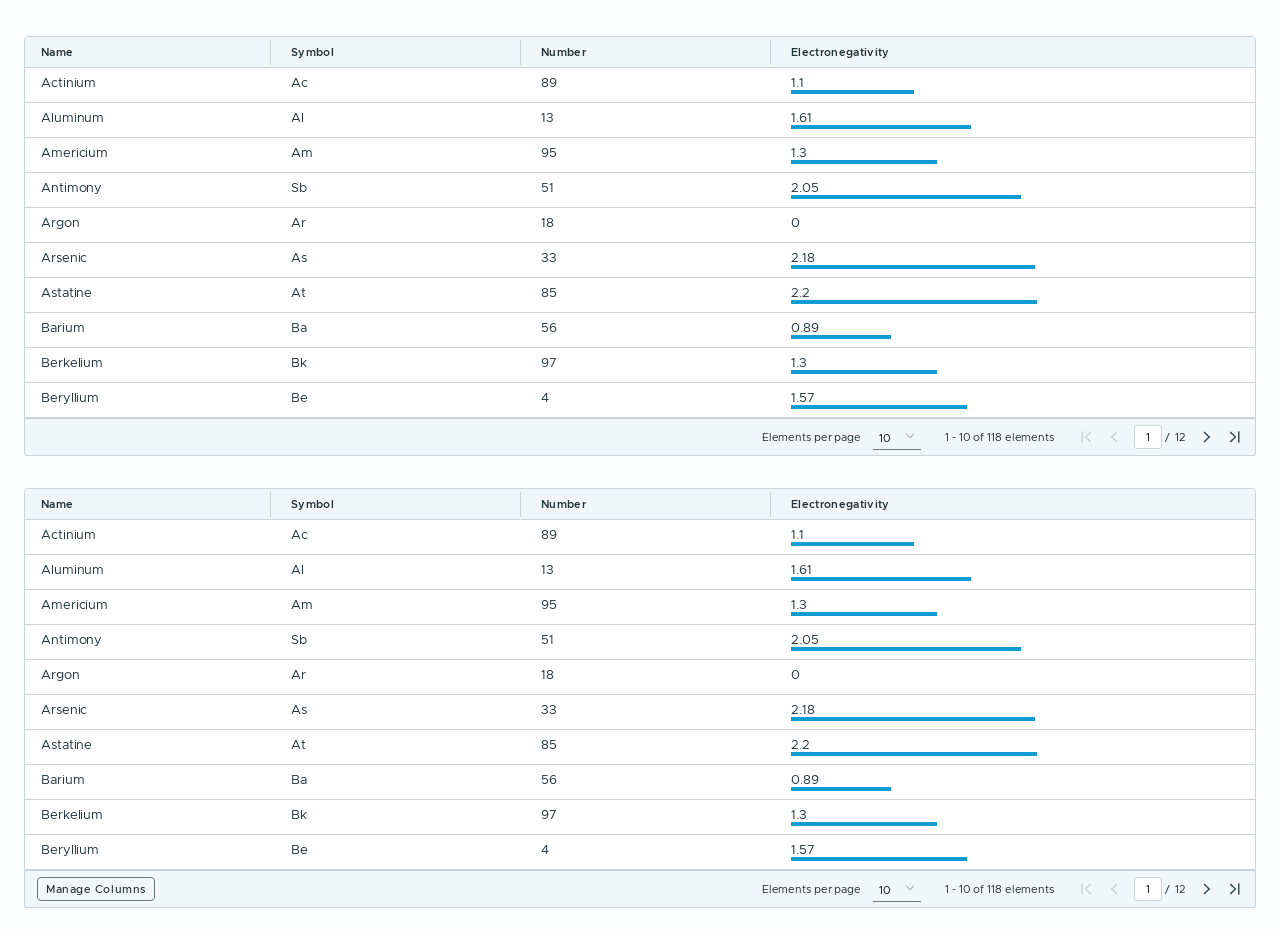 Name Symbol Number Electronegativity
Actinium Ac 89 1.1
Aluminum Al 13 1.61
Americium Am 95 1.3
Antimony Sb 51 2.05
Argon Ar 18 0
Arsenic As 33 2.18
Astatine At 85 2.2
Barium Ba 56 0.89
Berkelium Bk 97 1.3
Beryllium Be 4 1.57
Elements per page 10 1 - 10 of 118 elements 1 / 12
Name Symbol Number Electronegativity
Actinium Ac 89 1.1
Aluminum Al 13 1.61
Americium Am 95 1.3
Antimony Sb 51 2.05
Argon Ar 18 0
Arsenic As 33 2.18
Astatine At 85 2.2
Barium Ba 56 0.89
Berkelium Bk 97 1.3
Beryllium Be 4 1.57
Manage Columns Elements per page 10 1 - 10 of 118 elements 1 / 12